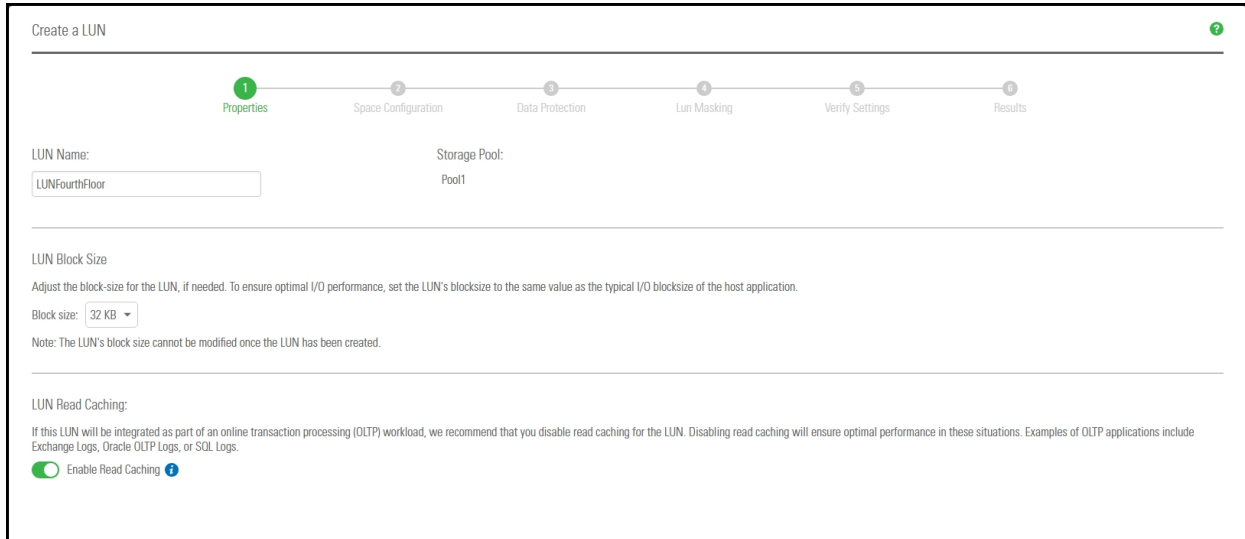 Create a LUN
?
1 2 3 4 5 6
Properties Space Configuration Data Protection Lun Masking Verify Settings Results
LUN Name: Storage Pool:
LUNFourthFloor Pool1
LUN Block Size
Adjust the block-size for the LUN, if needed. To ensure optimal I/O performance, set the LUN's blocksize to the same value as the typical I/O blocksize of the host application.
Block size: 32 KB
Note: The LUN's block size cannot be modified once the LUN has been created.
LUN Read Caching:
If this LUN will be integrated as part of an online transaction processing (OLTP) workload, we recommend that you disable read caching for the LUN. Disabling read caching will ensure optimal performance in these situations. Examples of OLTP applications include
Exchange Logs, Oracle OLTP Logs, or SQL Logs.
Enable Read Caching i